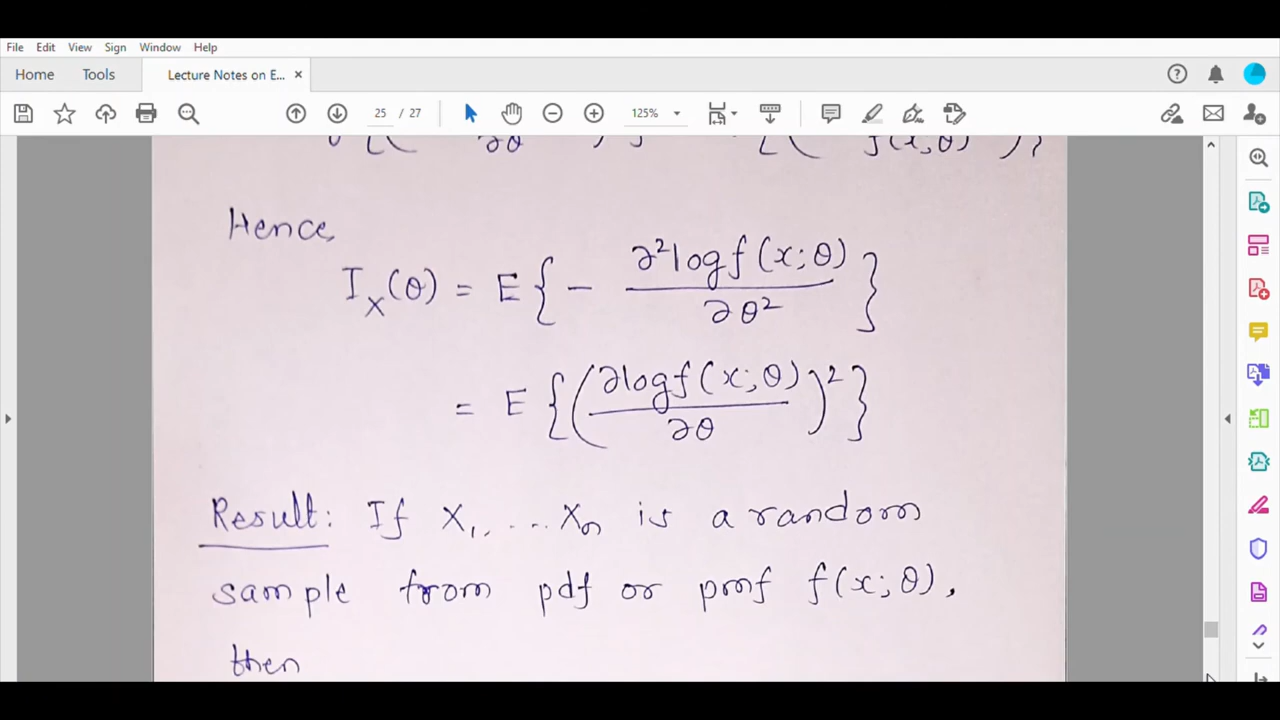 File Edit View Sign Window Help
Home Tools Lecture Notes on E... ×
25 / 27 125%
∂θ f(x;θ)
Hence,
I_X(θ) = E{ - ∂²log f(x;θ) / ∂θ² }
= E{ ( ∂log f(x;θ) / ∂θ )² }
Result: If X₁, ... Xₙ is a random
sample from pdf or pmf f(x;θ),
then